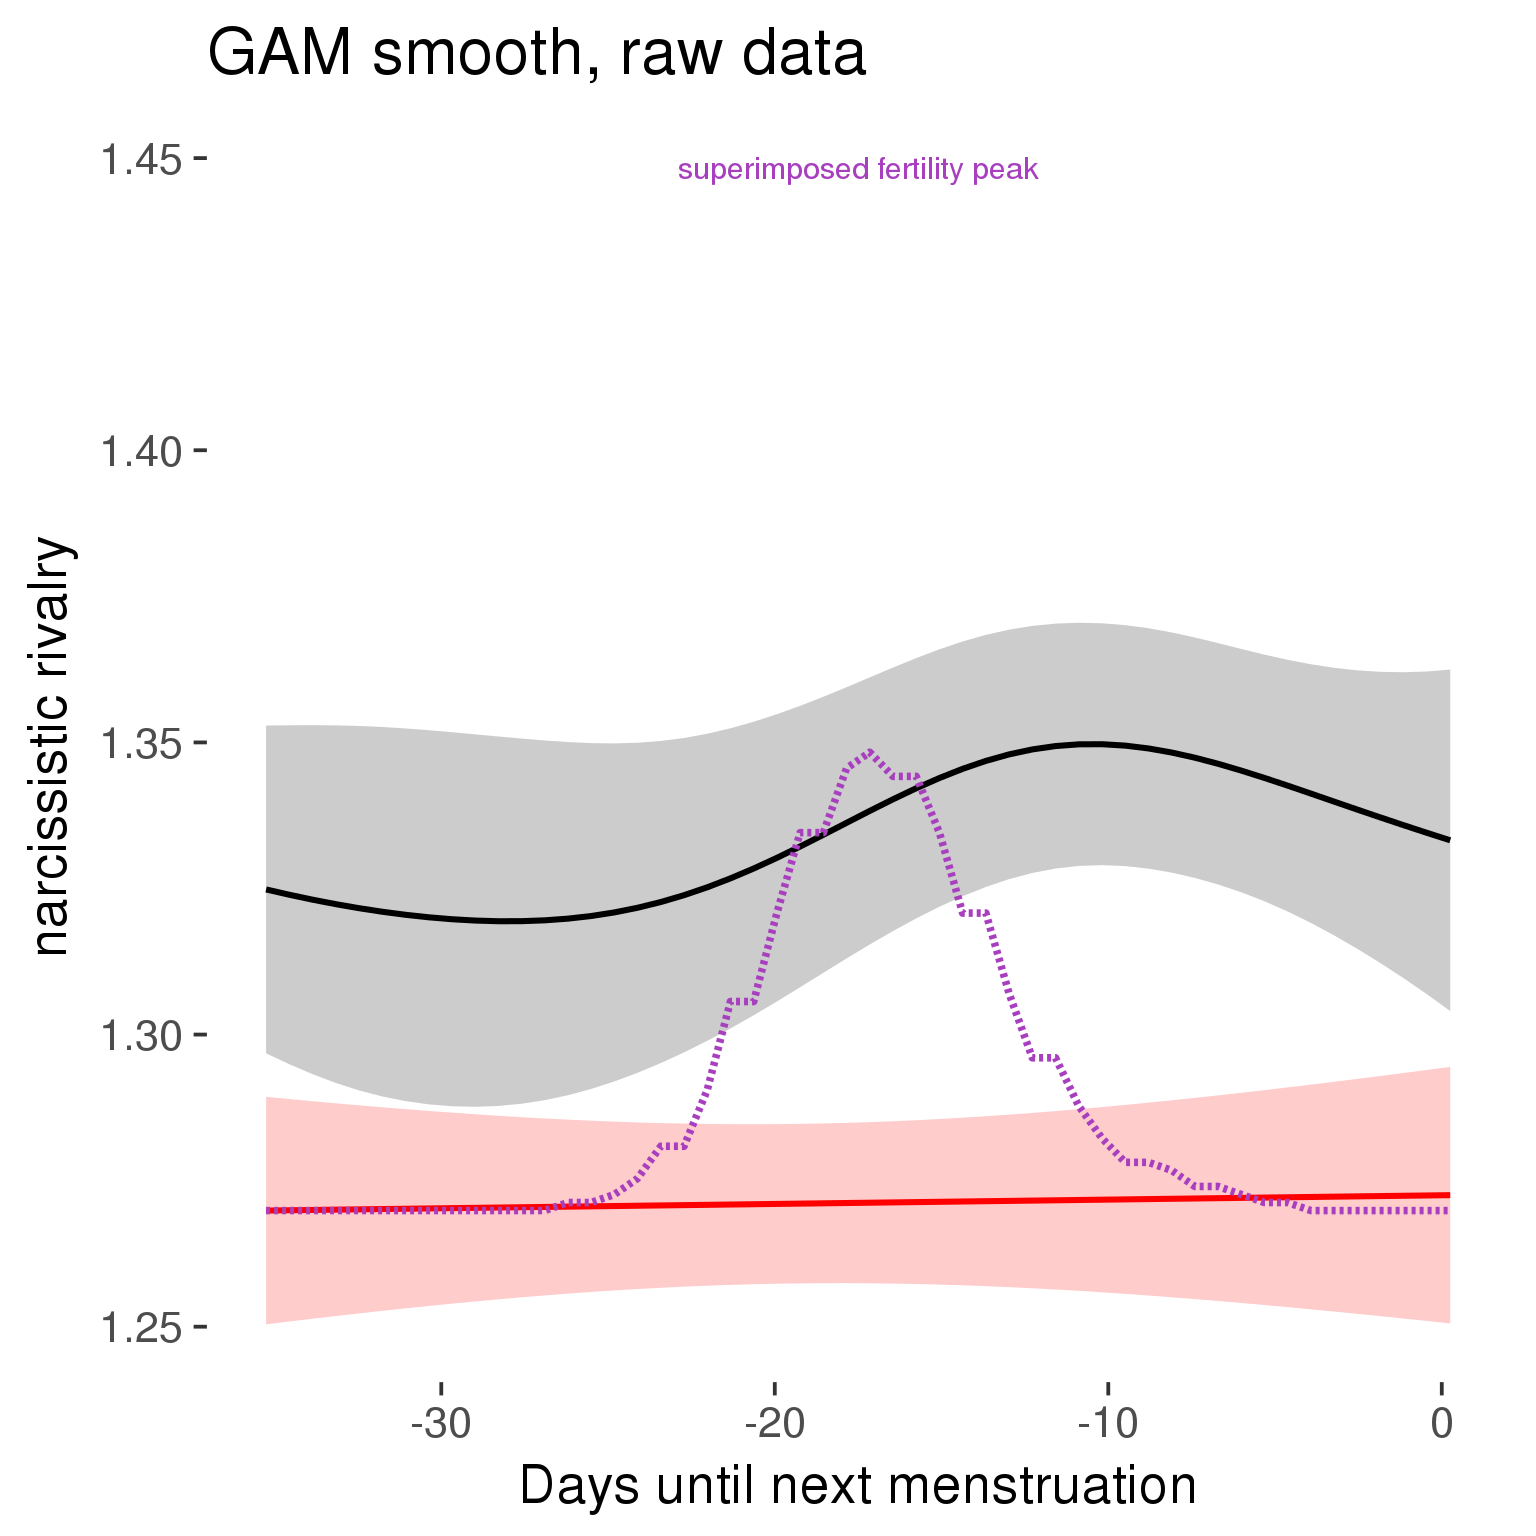 GAM smooth, raw data
superimposed fertility peak
1.45
1.40
1.35
1.30
1.25
narcissistic rivalry
-30
-20
-10
0
Days until next menstruation